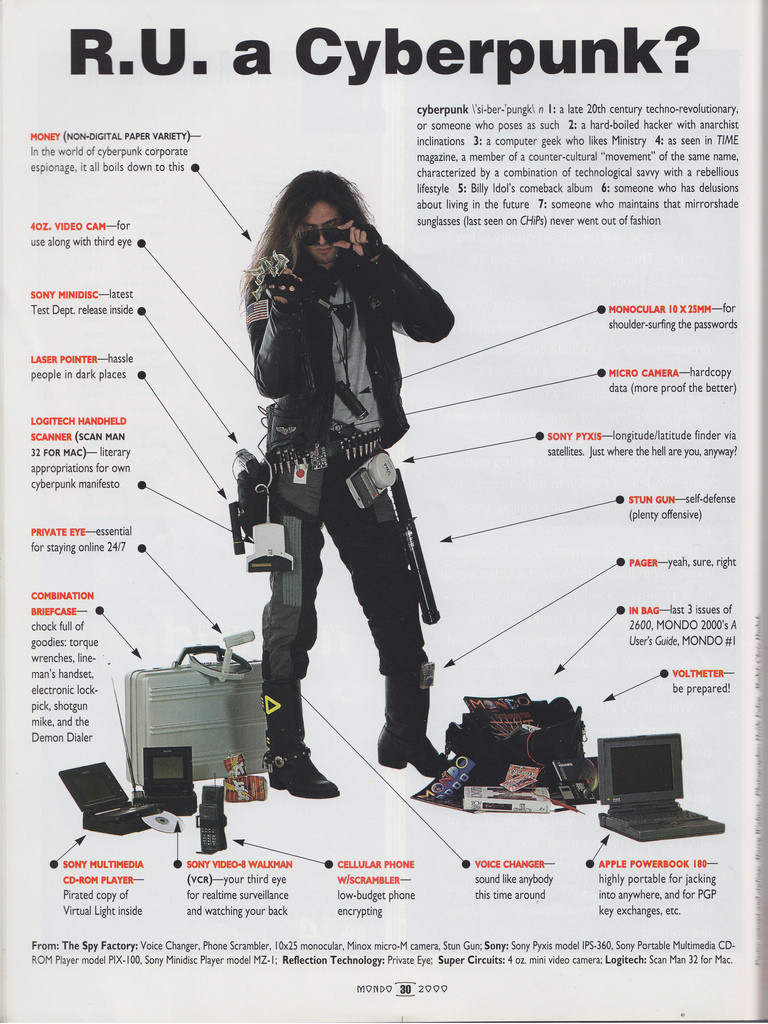 R.U. a Cyberpunk?
cyberpunk \'si-ber-'pungk\ n 1: a late 20th century techno-revolutionary,
or someone who poses as such 2: a hard-boiled hacker with anarchist
inclinations 3: a computer geek who likes Ministry 4: as seen in TIME
magazine, a member of a counter-cultural "movement" of the same name,
characterized by a combination of technological savvy with a rebellious
lifestyle 5: Billy Idol's comeback album 6: someone who has delusions
about living in the future 7: someone who maintains that mirrorshade
sunglasses (last seen on CHiPs) never went out of fashion
MONEY (NON-DIGITAL PAPER VARIETY)—
In the world of cyberpunk corporate
espionage, it all boils down to this
4OZ. VIDEO CAM—for
use along with third eye
SONY MINIDISC—latest
Test Dept. release inside
LASER POINTER—hassle
people in dark places
LOGITECH HANDHELD
SCANNER (SCAN MAN
32 FOR MAC)— literary
appropriations for own
cyberpunk manifesto
PRIVATE EYE—essential
for staying online 24/7
COMBINATION
BRIEFCASE—
chock full of
goodies: torque
wrenches, line-
man's handset,
electronic lock-
pick, shotgun
mike, and the
Demon Dialer
MONOCULAR 10 X 25MM—for
shoulder-surfing the passwords
MICRO CAMERA—hardcopy
data (more proof the better)
SONY PYXIS—longitude/latitude finder via
satellites. Just where the hell are you, anyway?
STUN GUN—self-defense
(plenty offensive)
PAGER—yeah, sure, right
IN BAG—last 3 issues of
2600, MONDO 2000's A
User's Guide, MONDO #1
VOLTMETER—
be prepared!
MONDO
SONY MULTIMEDIA
CD-ROM PLAYER—
Pirated copy of
Virtual Light inside
SONY VIDEO-8 WALKMAN
(VCR)—your third eye
for realtime surveillance
and watching your back
CELLULAR PHONE
W/SCRAMBLER—
low-budget phone
encrypting
VOICE CHANGER—
sound like anybody
this time around
APPLE POWERBOOK 180—
highly portable for jacking
into anywhere, and for PGP
key exchanges, etc.
From: The Spy Factory: Voice Changer, Phone Scrambler, 10x25 monocular, Minox micro-M camera, Stun Gun; Sony: Sony Pyxis model IPS-360, Sony Portable Multimedia CD-
ROM Player model PIX-100, Sony Minidisc Player model MZ-1; Reflection Technology: Private Eye; Super Circuits: 4 oz. mini video camera; Logitech: Scan Man 32 for Mac.
MONDO 30 2000